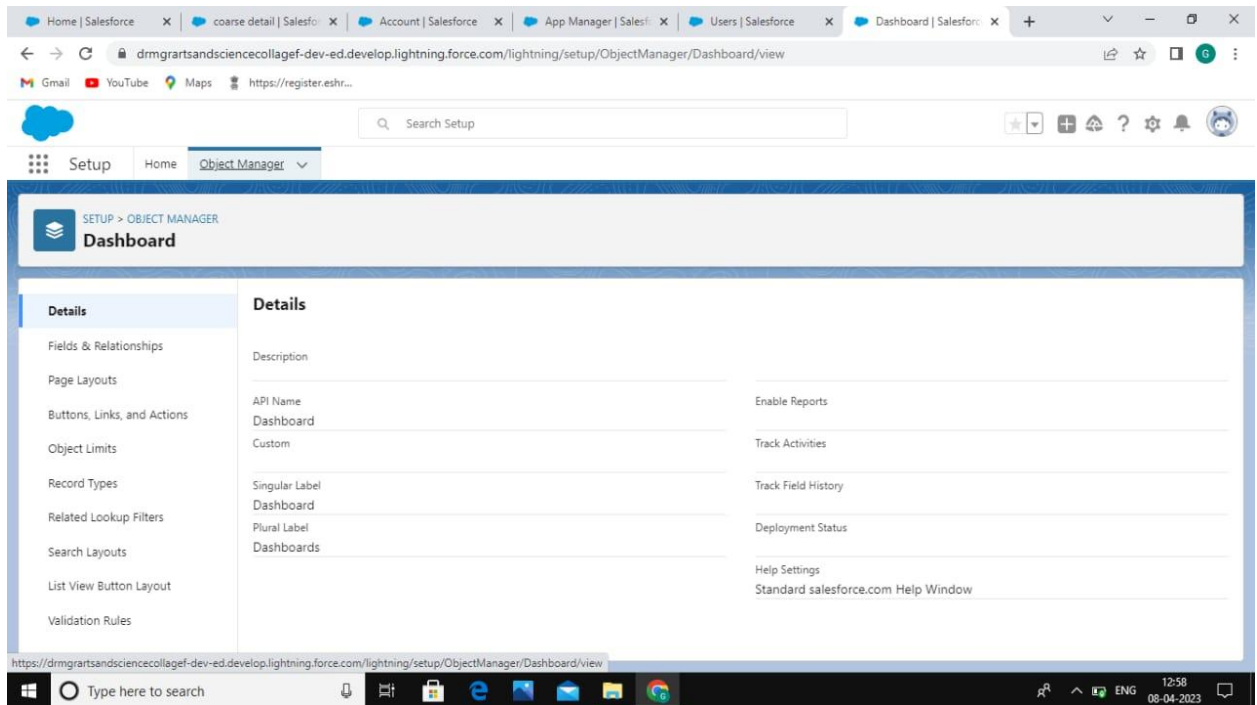 Home | Salesforce
coarse detail | Salesfo
Account | Salesforce
App Manager | Salesf
Users | Salesforce
Dashboard | Salesforc
drmgrartsandsciencecollagef-dev-ed.develop.lightning.force.com/lightning/setup/ObjectManager/Dashboard/view
G
Gmail
YouTube
Maps
https://register.eshr...
Search Setup
Setup
Home
Object Manager
SETUP > OBJECT MANAGER
Dashboard
Details
Fields & Relationships
Page Layouts
Buttons, Links, and Actions
Object Limits
Record Types
Related Lookup Filters
Search Layouts
List View Button Layout
Validation Rules
Details
Description
API Name
Dashboard
Custom
Singular Label
Dashboard
Plural Label
Dashboards
Enable Reports
Track Activities
Track Field History
Deployment Status
Help Settings
Standard salesforce.com Help Window
https://drmgrartsandsciencecollagef-dev-ed.develop.lightning.force.com/lightning/setup/ObjectManager/Dashboard/view
Type here to search
G
ENG
12:58
08-04-2023